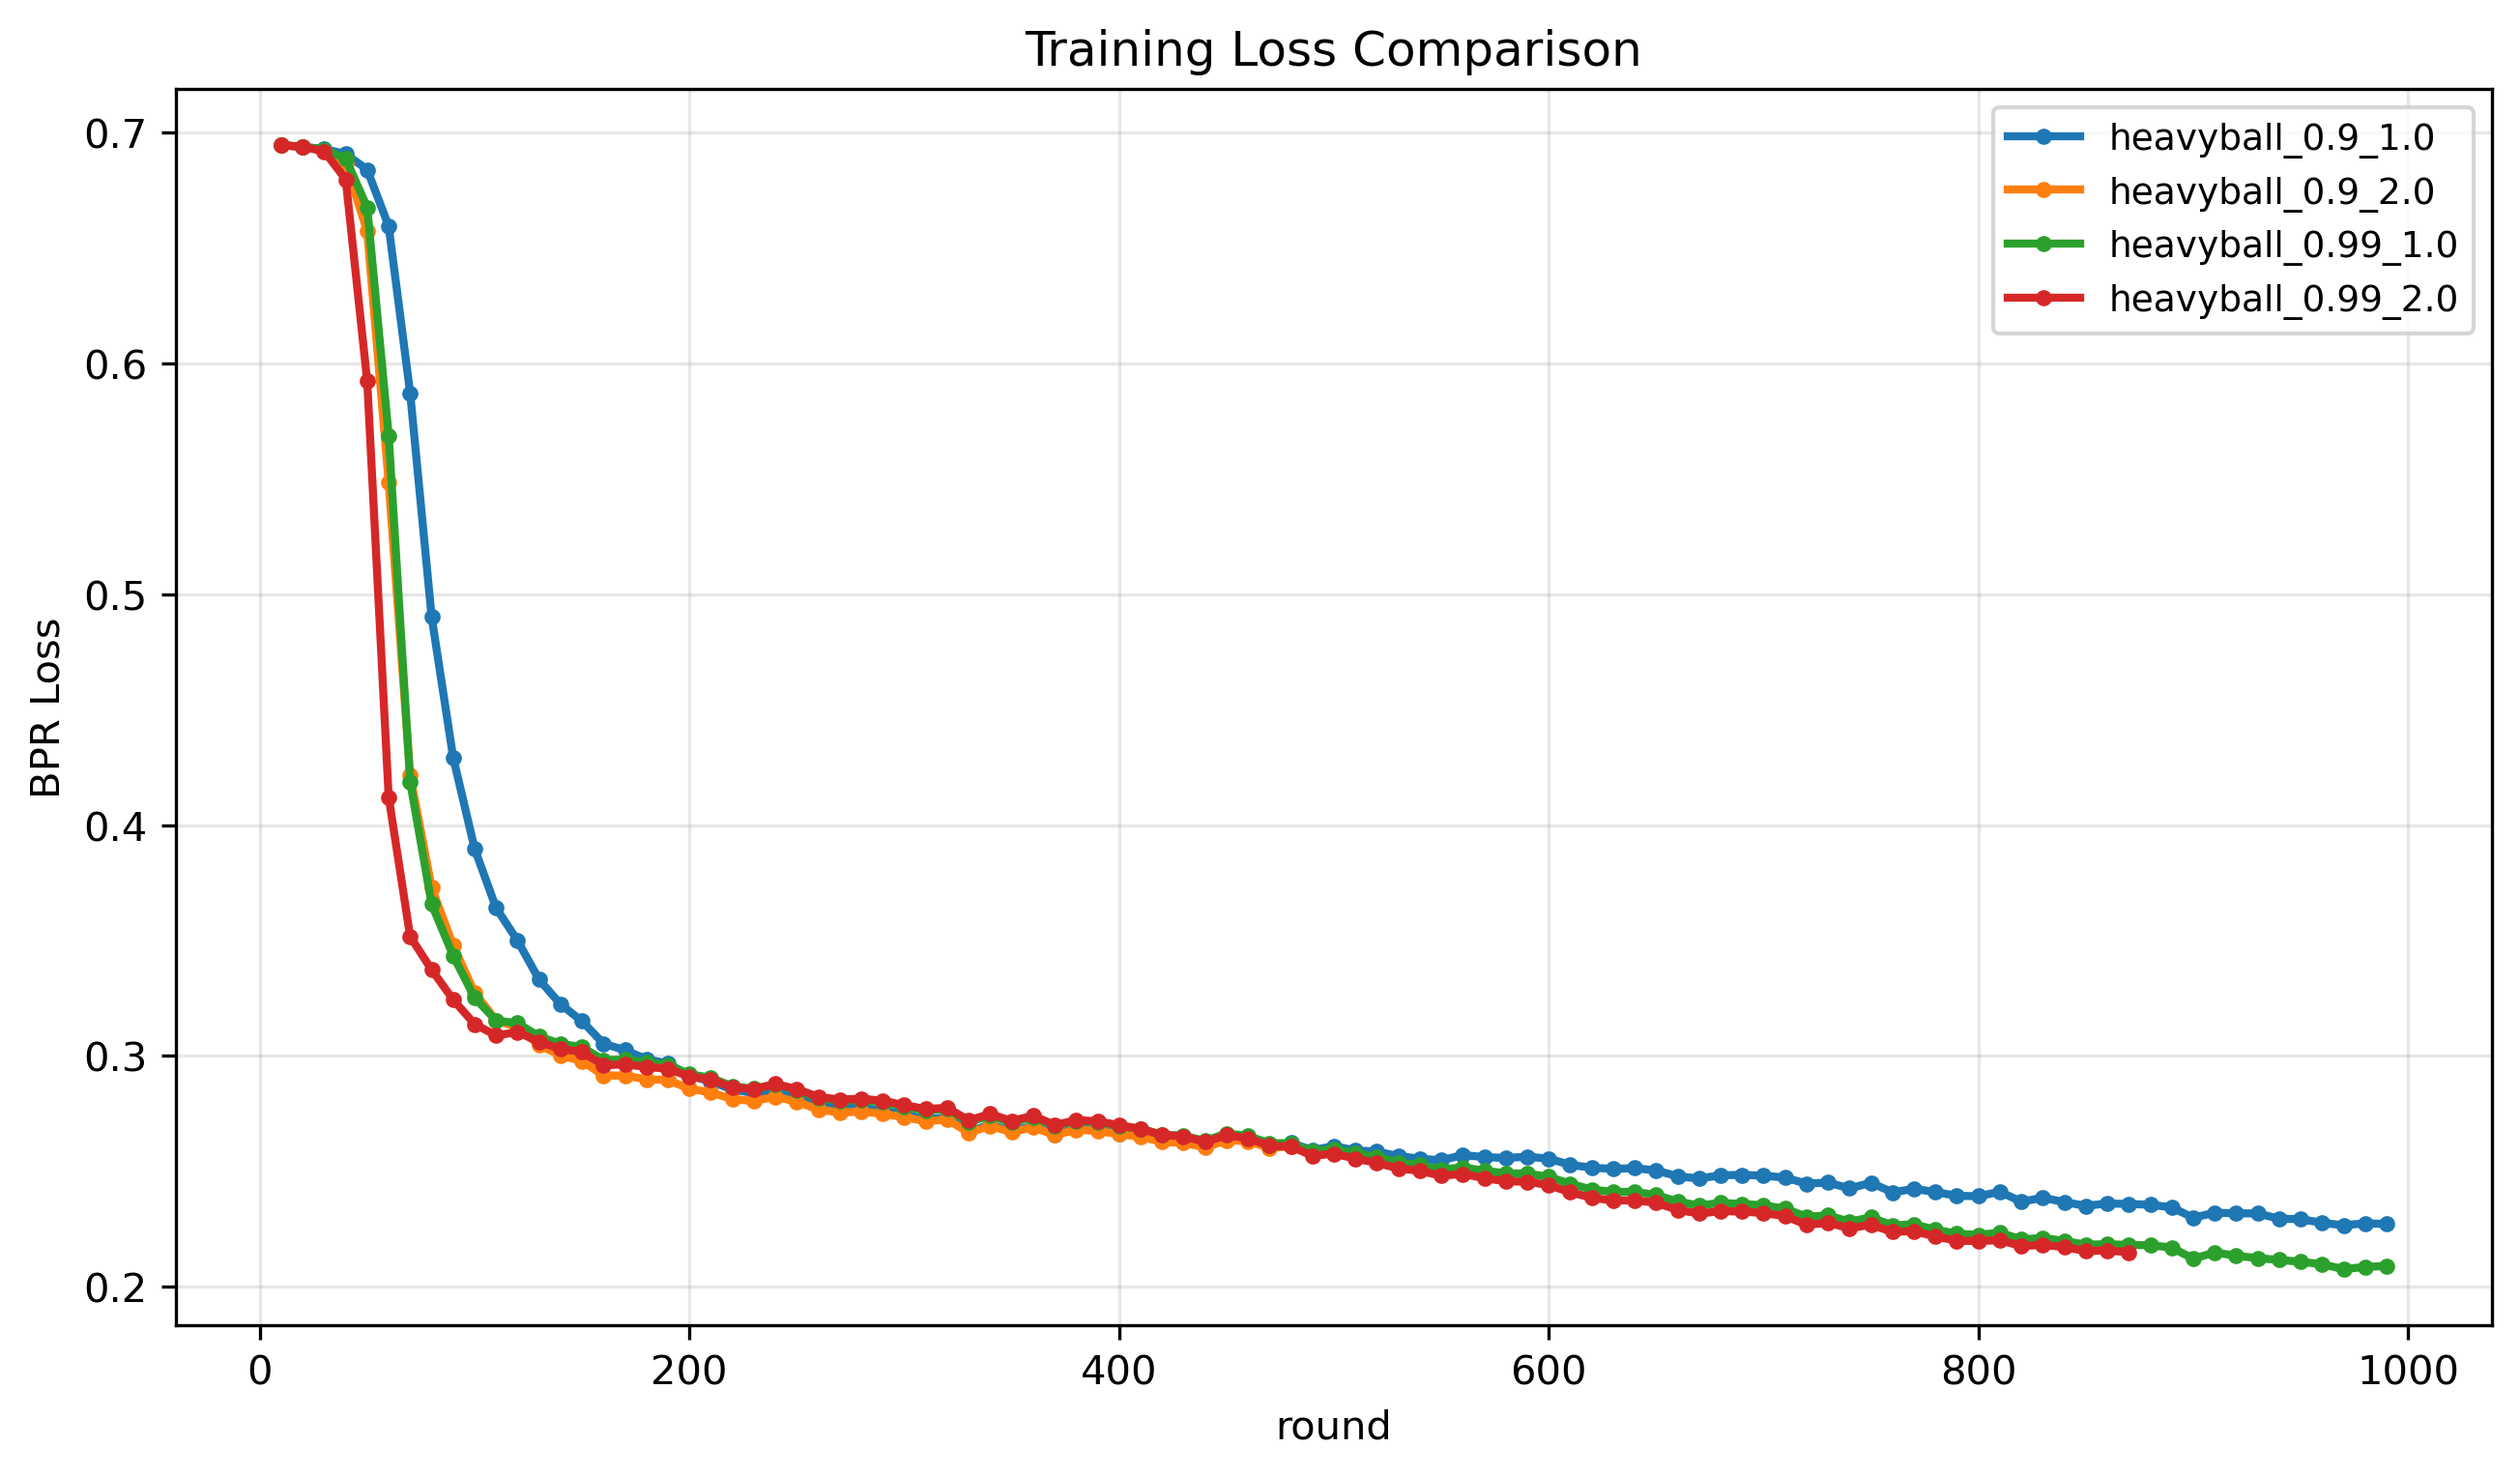 Training Loss Comparison
heavyball_0.9_1.0
heavyball_0.9_2.0
heavyball_0.99_1.0
heavyball_0.99_2.0
BPR Loss
0.7
0.6
0.5
0.4
0.3
0.2
0 200 400 600 800 1000
round